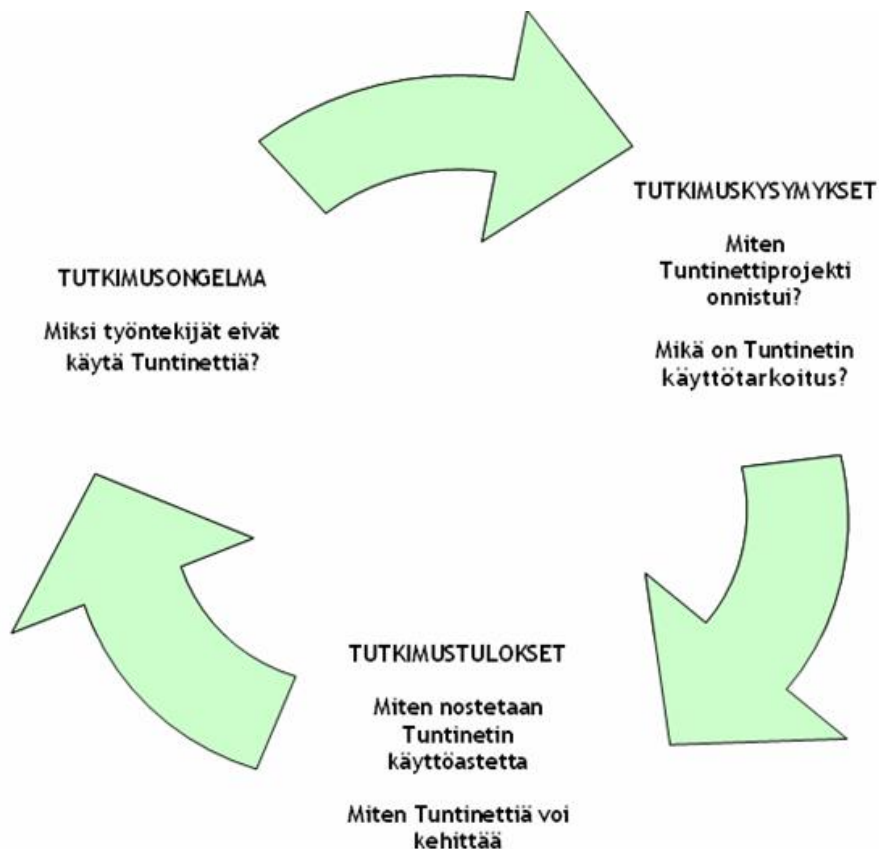 TUTKIMUSONGELMA
Miksi työntekijät eivät
käytä Tuntinettiä?
TUTKIMUSKYSYMYKSET
Miten
Tuntinettiprojekti
onnistui?
Mikä on Tuntinetin
käyttötarkoitus?
TUTKIMUSTULOKSET
Miten nostetaan
Tuntinetin
käyttöastetta
Miten Tuntinettiä voi
kehittää